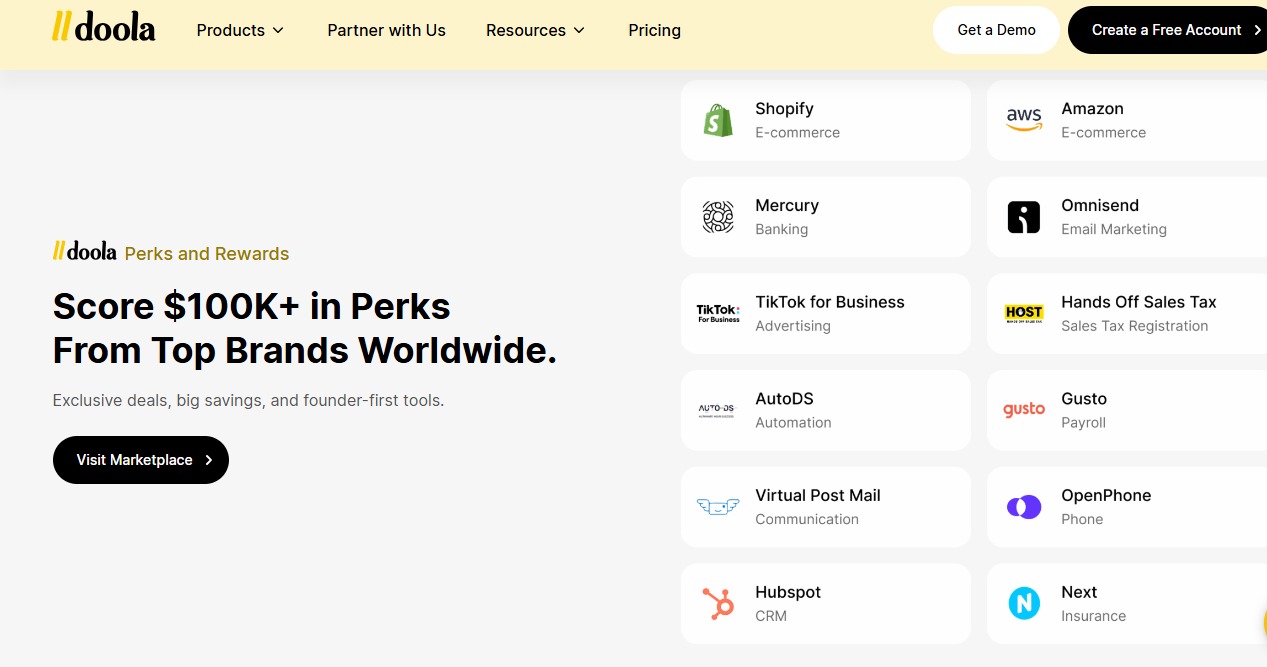 doola
Products
Partner with Us
Resources
Pricing
Get a Demo
Create a Free Account
doola Perks and Rewards
Score $100K+ in Perks
From Top Brands Worldwide.
Exclusive deals, big savings, and founder-first tools.
Visit Marketplace
Shopify
E-commerce
aws
Amazon
E-commerce
Mercury
Banking
Omnisend
Email Marketing
TikTok:
For Business
TikTok for Business
Advertising
HOST
HANDS OFF SALES TAX
Hands Off Sales Tax
Sales Tax Registration
AUTO-DS
AutoDS
Automation
gusto
Gusto
Payroll
Virtual Post Mail
Communication
OpenPhone
Phone
Hubspot
CRM
N
Next
Insurance